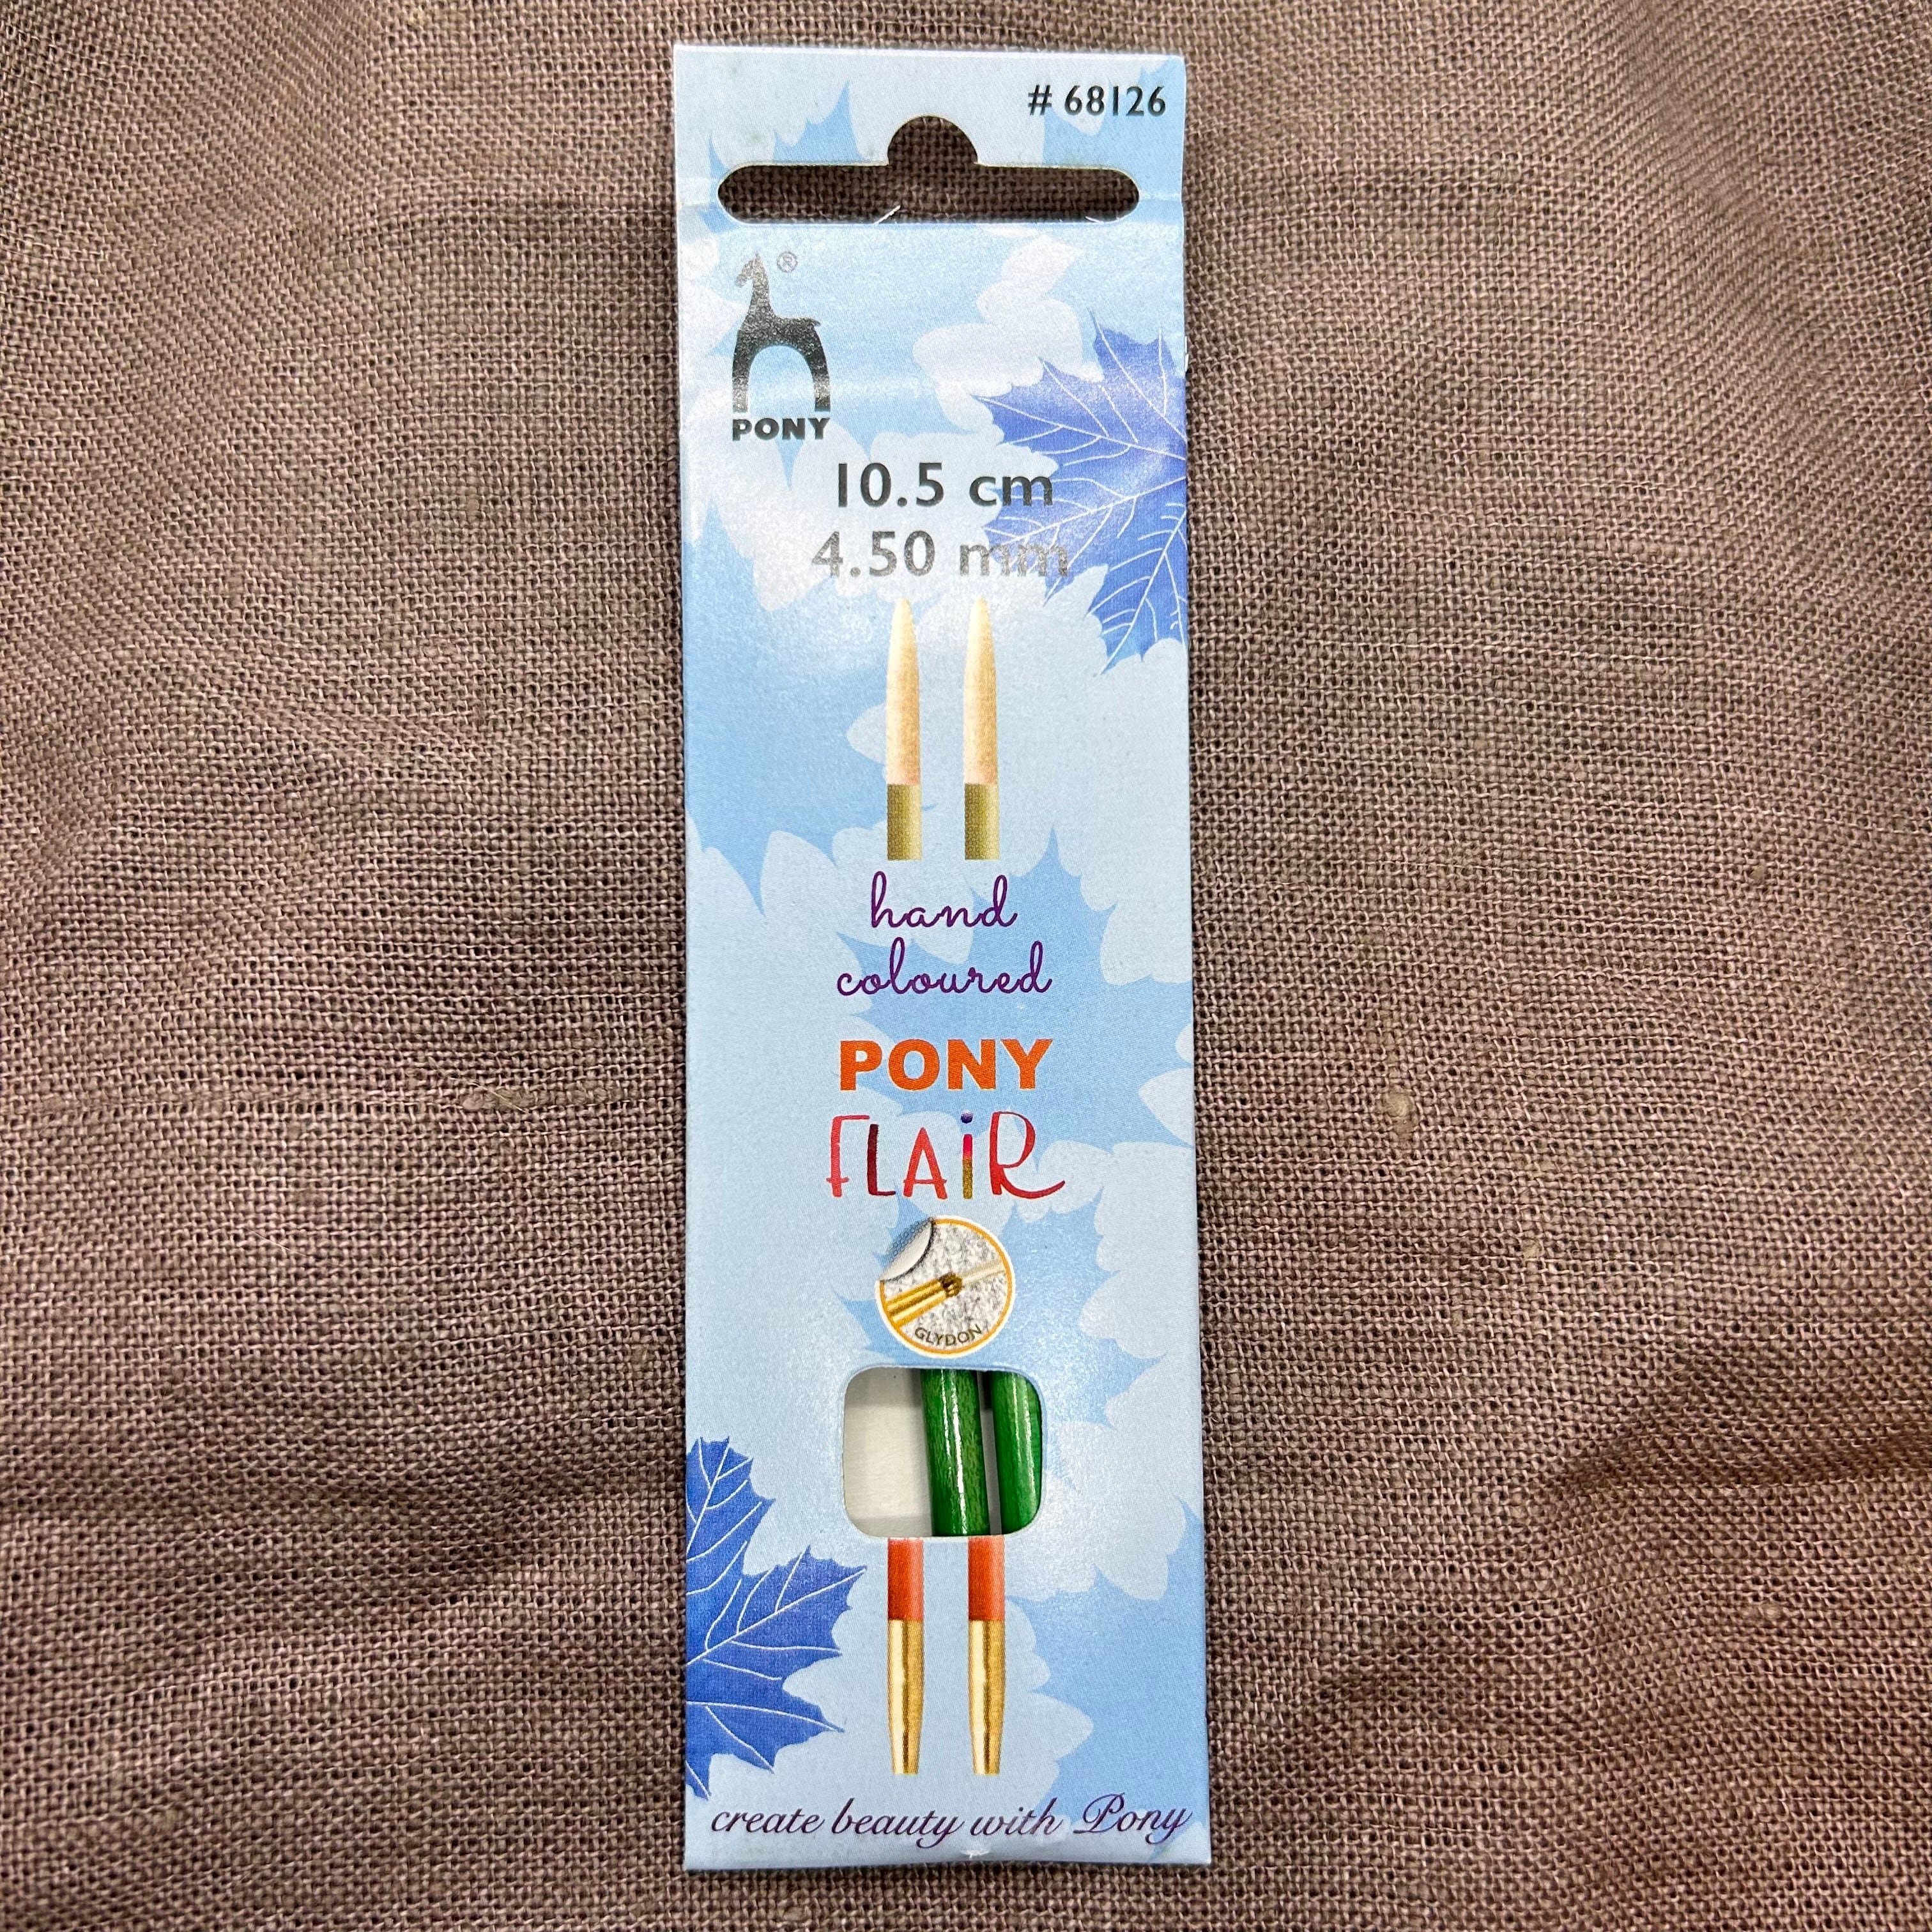 # 68126
®
PONY
10.5 cm
4.50 mm
hand
coloured
PONY
FLAiR
GLYDON
create beauty with Pony